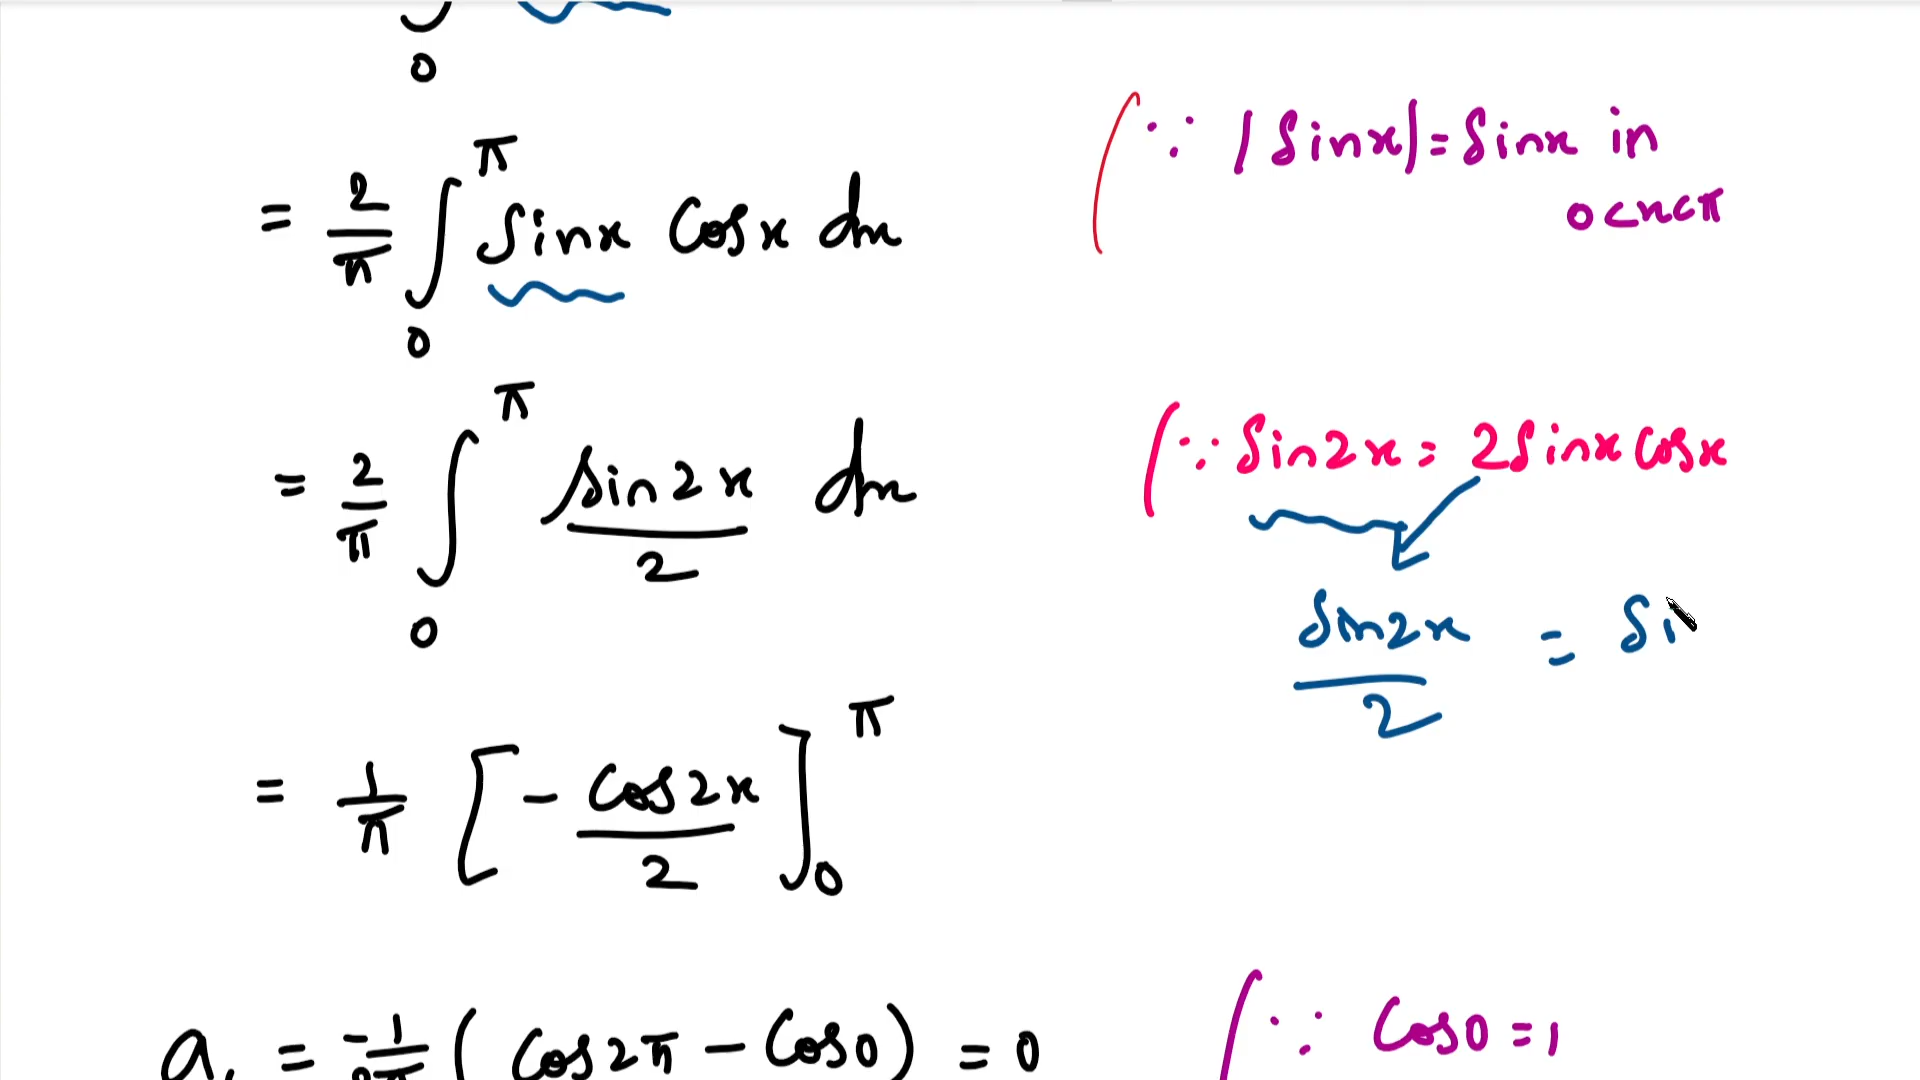 0
= 2/π ∫₀^π Sinx Cosx dx
(∵ |Sinx| = Sinx in
0<x<π
= 2/π ∫₀^π Sin2x/2 dx
(∵ Sin2x = 2Sinx Cosx
Sin2x/2 = Si
= 1/π [- Cos2x/2]₀^π
= (Cos2π - Cos0) = 0
(∵ Cos0 = 1